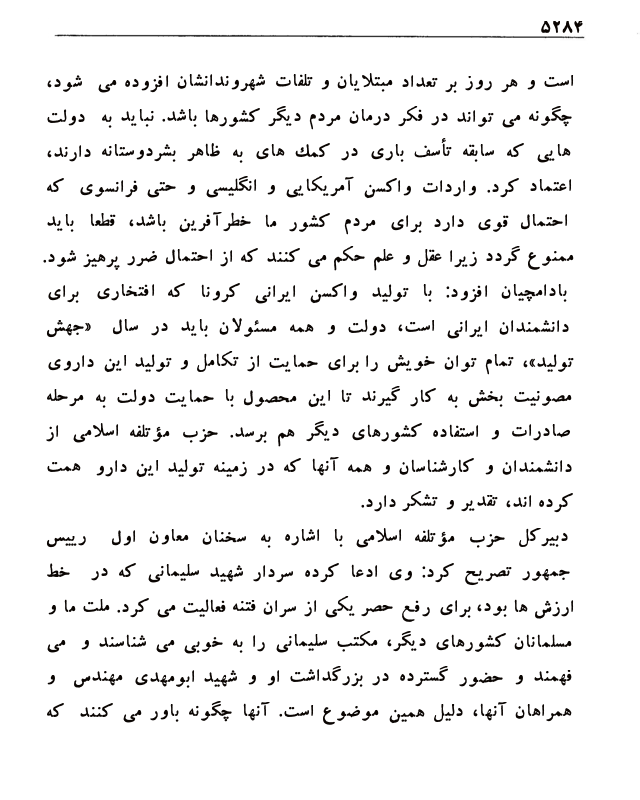 ۵۲۸۴
است و هر روز بر تعداد مبتلایان و تلفات شهروندانشان افزوده می شود،
چگونه می تواند در فکر درمان مردم دیگر کشورها باشد. نباید به دولت
هایی که سابقه تأسف باری در کمك های به ظاهر بشردوستانه دارند،
اعتماد کرد. واردات واکسن آمریکایی و انگلیسی و حتی فرانسوی که
احتمال قوی دارد برای مردم کشور ما خطرآفرین باشد، قطعا باید
ممنوع گردد زیرا عقل و علم حکم می کنند که از احتمال ضرر پرهیز شود.
بادامچیان افزود: با تولید واکسن ایرانی کرونا که افتخاری برای
دانشمندان ایرانی است، دولت و همه مسئولان باید در سال «جهش
تولید»، تمام توان خویش را برای حمایت از تکامل و تولید این داروی
مصونیت بخش به کار گیرند تا این محصول با حمایت دولت به مرحله
صادرات و استفاده کشورهای دیگر هم برسد. حزب مؤتلفه اسلامی از
دانشمندان و کارشناسان و همه آنها که در زمینه تولید این دارو همت
کرده اند، تقدیر و تشکر دارد.
دبیرکل حزب مؤتلفه اسلامی با اشاره به سخنان معاون اول رییس
جمهور تصریح کرد: وی ادعا کرده سردار شهید سلیمانی که در خط
ارزش ها بود، برای رفع حصر یکی از سران فتنه فعالیت می کرد. ملت ما و
مسلمانان کشورهای دیگر، مکتب سلیمانی را به خوبی می شناسند و می
فهمند و حضور گسترده در بزرگداشت او و شهید ابومهدی مهندس و
همراهان آنها، دلیل همین موضوع است. آنها چگونه باور می کنند که